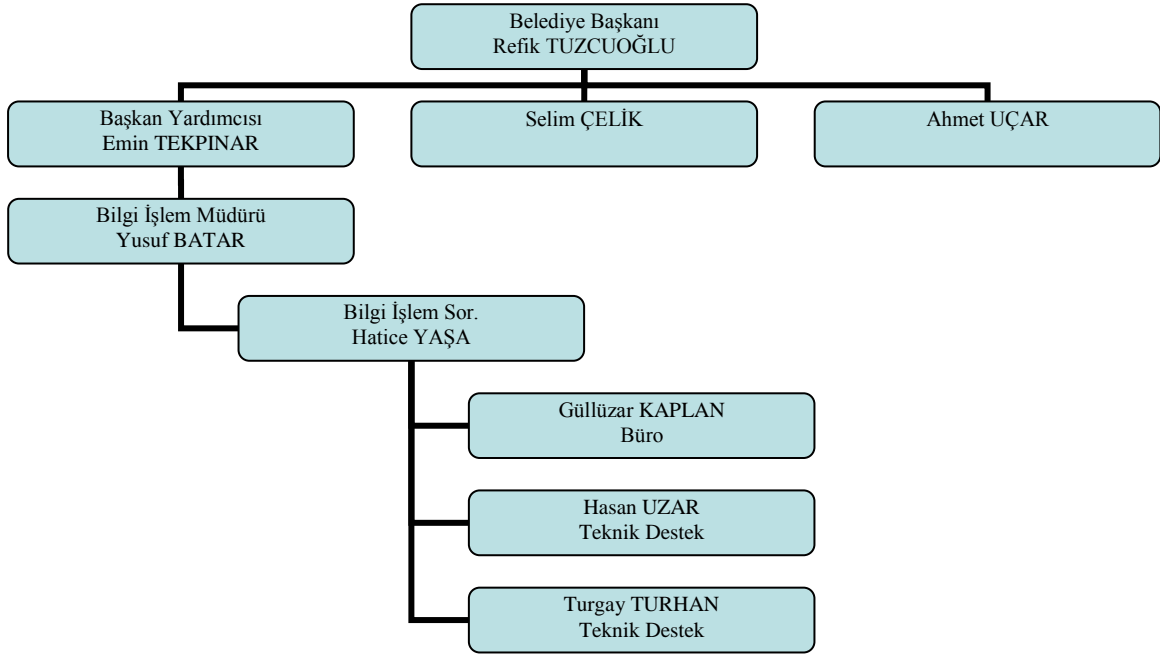 Belediye Başkanı
Refik TUZCUOĞLU
Başkan Yardımcısı
Emin TEKPINAR
Selim ÇELİK
Ahmet UÇAR
Bilgi İşlem Müdürü
Yusuf BATAR
Bilgi İşlem Sor.
Hatice YAŞA
Güllüzar KAPLAN
Büro
Hasan UZAR
Teknik Destek
Turgay TURHAN
Teknik Destek